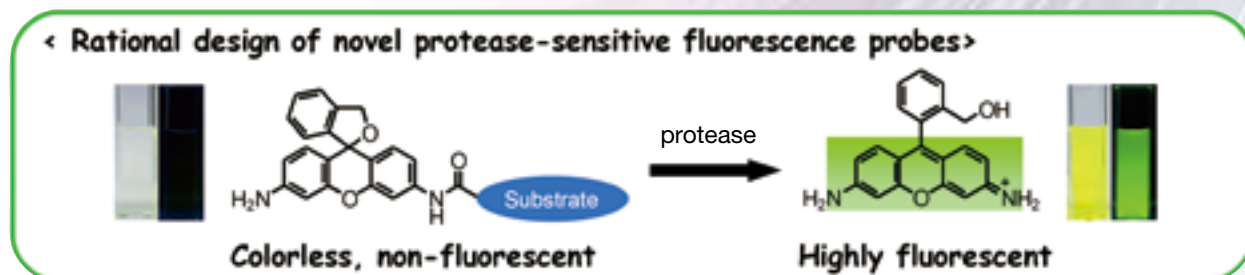 < Rational design of novel protease-sensitive fluorescence probes>
O
H₂N
O
N
H
O
Substrate
protease
OH
H₂N
O
NH₂
+
Colorless, non-fluorescent
Highly fluorescent